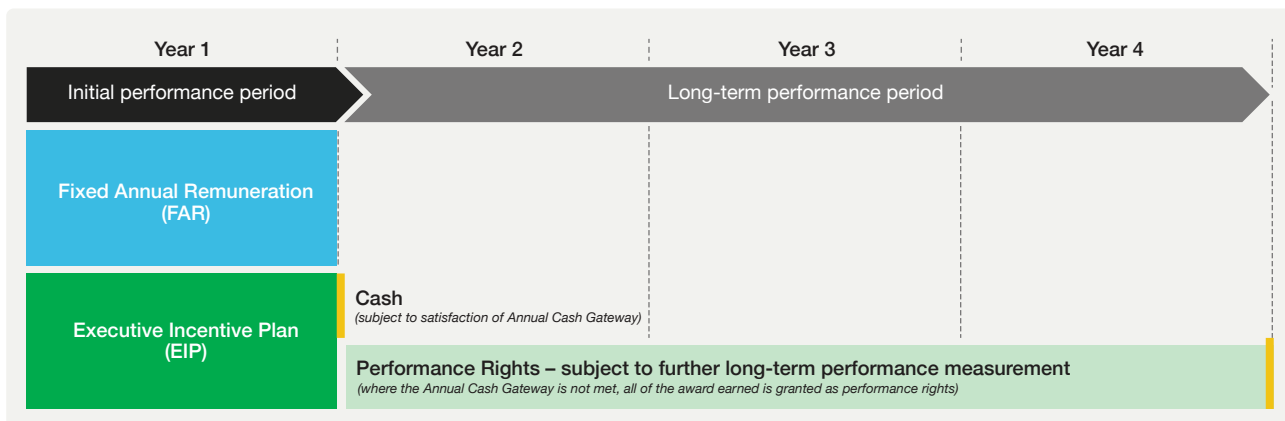 Year 1
Year 2
Year 3
Year 4
Initial performance period
Long-term performance period
Fixed Annual Remuneration
(FAR)
Executive Incentive Plan
(EIP)
Cash
(subject to satisfaction of Annual Cash Gateway)
Performance Rights – subject to further long-term performance measurement
(where the Annual Cash Gateway is not met, all of the award earned is granted as performance rights)